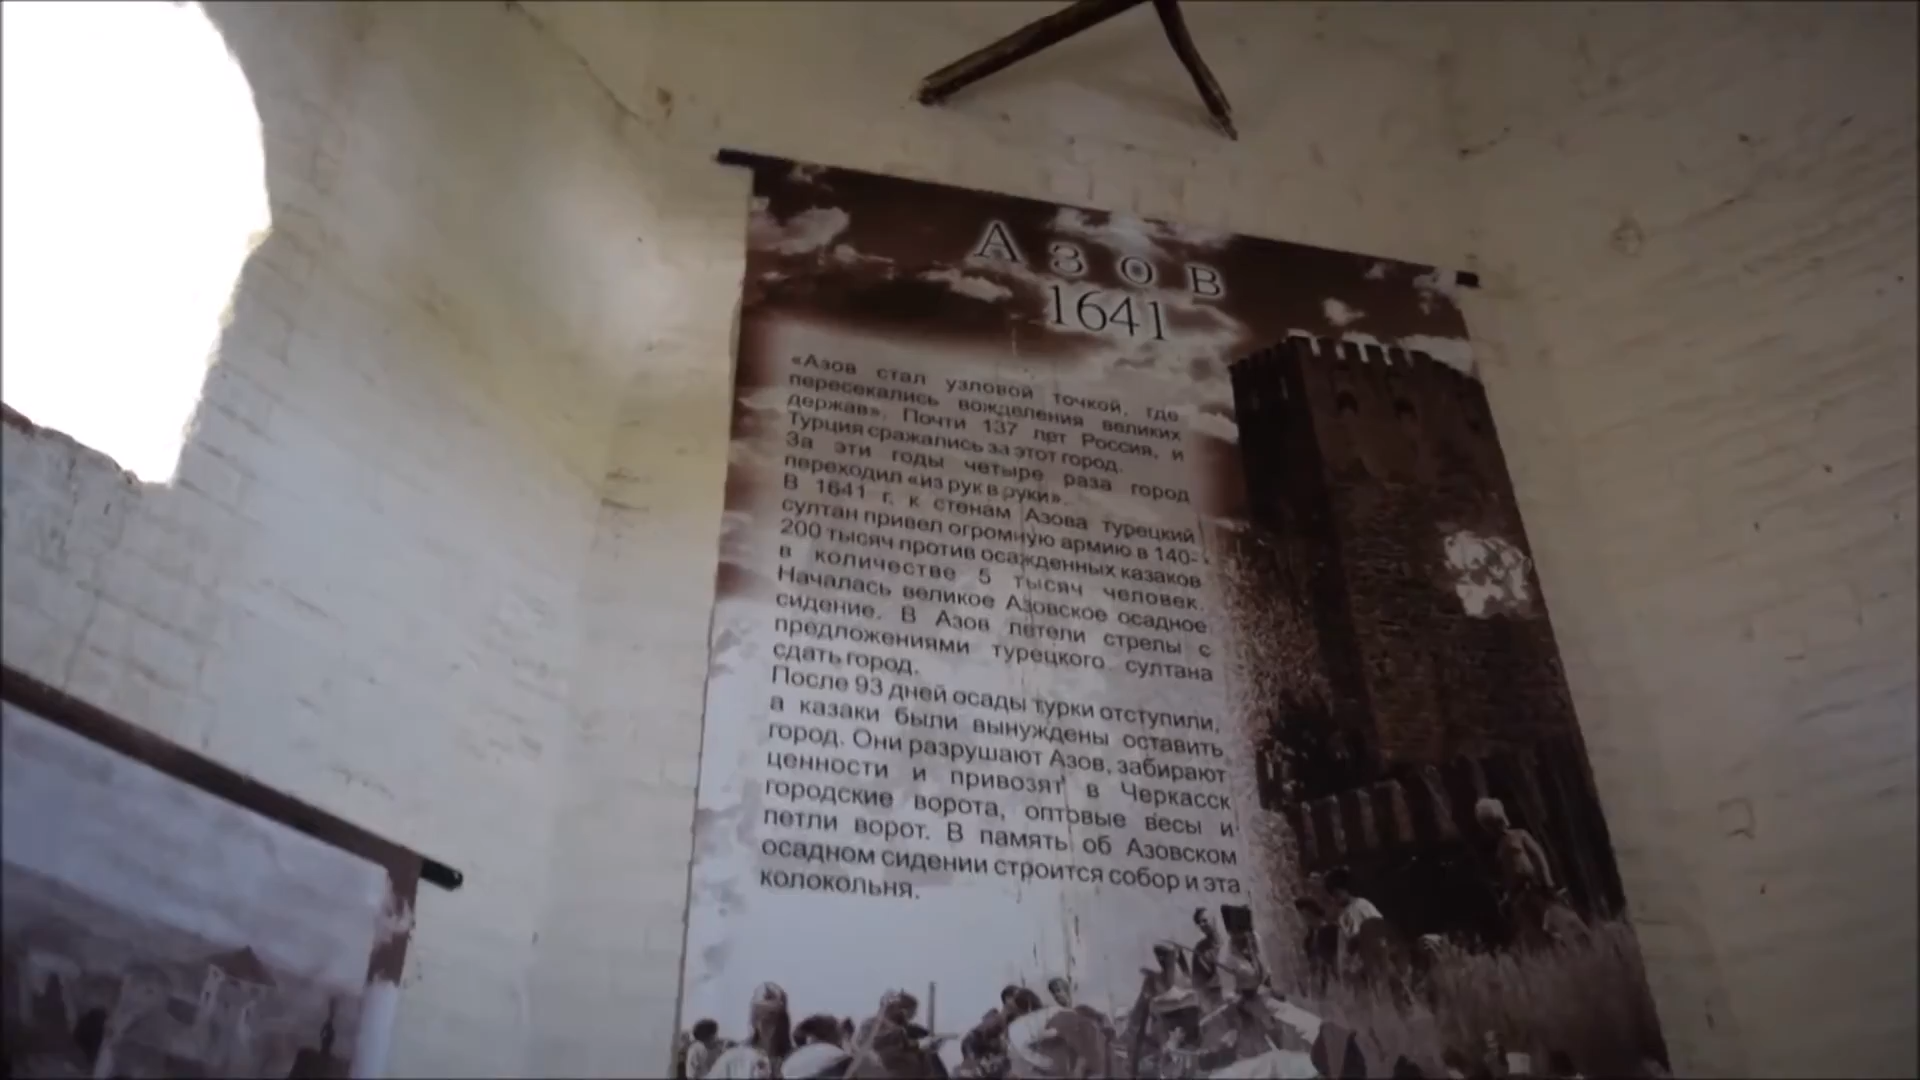 Азов
1641
«Азов стал узловой точкой, где
пересекались вожделения великих
держав». Почти 137 лет Россия, и
Турция сражались за этот город.
За эти годы четыре раза город
переходил «из рук в руки».
В 1641 г. к стенам Азова турецкий
султан привел огромную армию в 140-
200 тысяч против осажденных казаков
в количестве 5 тысяч человек.
Началась великое Азовское осадное
сидение. В Азов летели стрелы с
предложениями турецкого султана
сдать город.
После 93 дней осады турки отступили,
а казаки были вынуждены оставить
город. Они разрушают Азов, забирают
ценности и привозят в Черкасск
городские ворота, оптовые весы и
петли ворот. В память об Азовском
осадном сидении строится собор и эта
колокольня.